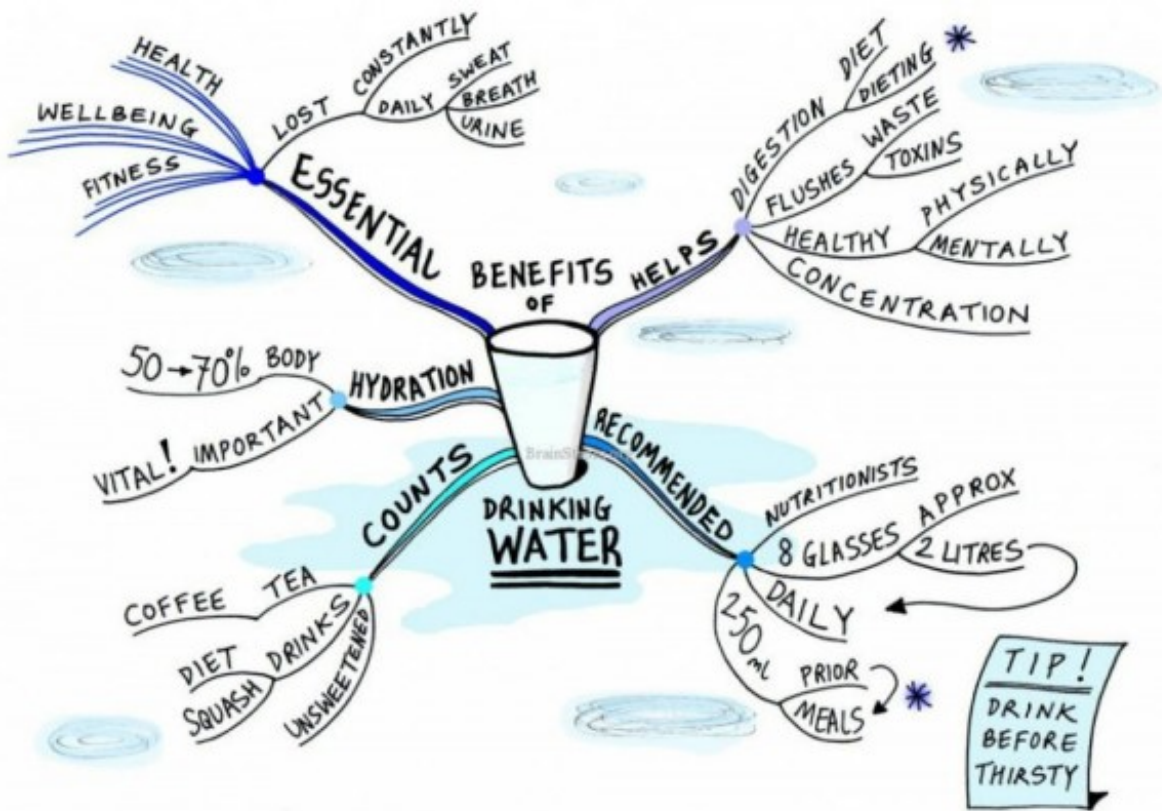 BENEFITS
OF
DRINKING
WATER
ESSENTIAL
HEALTH
WELLBEING
FITNESS
LOST
CONSTANTLY
DAILY
SWEAT
BREATH
URINE
HELPS
DIGESTION
DIET
DIETING
FLUSHES
WASTE
TOXINS
HEALTHY
PHYSICALLY
MENTALLY
CONCENTRATION
HYDRATION
BODY
50→70%
IMPORTANT
VITAL!
COUNTS
TEA
COFFEE
DRINKS
DIET
SQUASH
UNSWEETENED
RECOMMENDED
NUTRITIONISTS
8 GLASSES
APPROX
2 LITRES
DAILY
250 ML
PRIOR
MEALS
TIP!
DRINK
BEFORE
THIRSTY